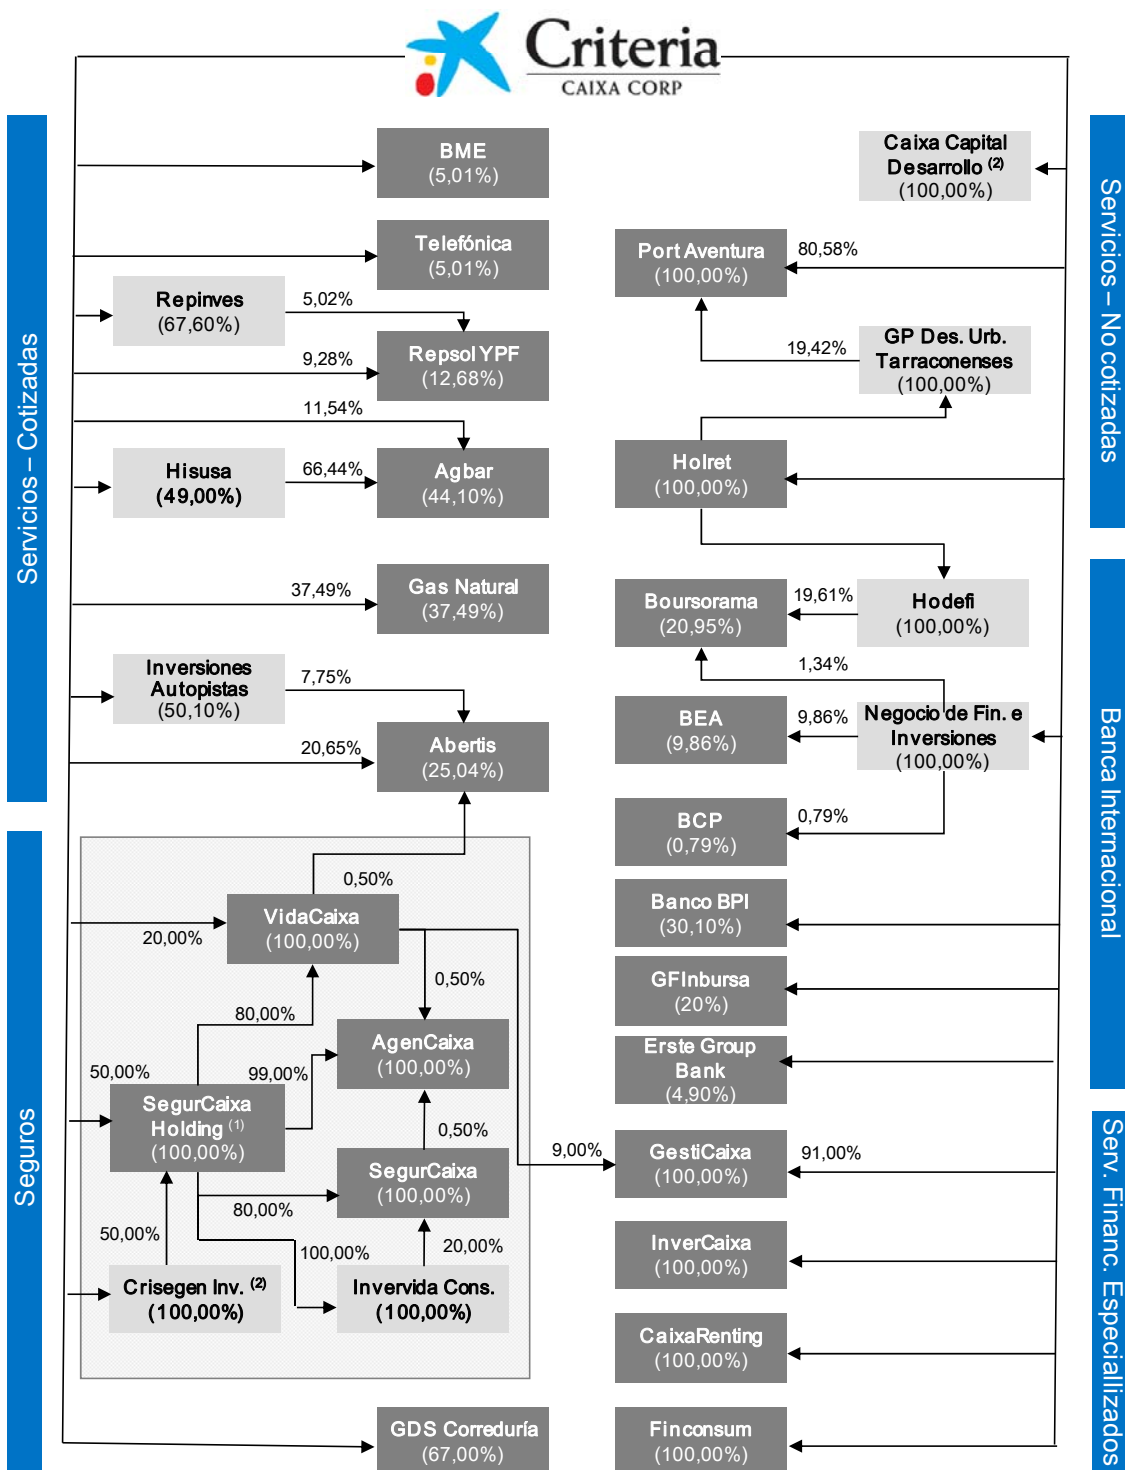 Criteria
CAIXA CORP
Servicios – Cotizadas
BME
(5,01%)
Telefónica
(5,01%)
Repinves
(67,60%)
5,02%
9,28%
Repsol YPF
(12,68%)
11,54%
Hisusa
(49,00%)
66,44%
Agbar
(44,10%)
37,49%
Gas Natural
(37,49%)
Inversiones
Autopistas
(50,10%)
7,75%
20,65%
Abertis
(25,04%)
Seguros
0,50%
VidaCaixa
(100,00%)
20,00%
0,50%
80,00%
AgenCaixa
(100,00%)
50,00%
99,00%
SegurCaixa
Holding (1)
(100,00%)
0,50%
SegurCaixa
(100,00%)
80,00%
50,00%
100,00%
20,00%
Crisegen Inv. (2)
(100,00%)
Invervida Cons.
(100,00%)
GDS Correduría
(67,00%)
Servicios – No cotizadas
Caixa Capital
Desarrollo (2)
(100,00%)
Port Aventura
(100,00%)
80,58%
19,42%
GP Des. Urb.
Tarraconenses
(100,00%)
Holret
(100,00%)
Banca Internacional
Boursorama
(20,95%)
19,61%
Hodefi
(100,00%)
1,34%
BEA
(9,86%)
9,86%
Negocio de Fin. e
Inversiones
(100,00%)
BCP
(0,79%)
0,79%
Banco BPI
(30,10%)
GFInbursa
(20%)
Erste Group
Bank
(4,90%)
Serv. Financ. Especiallizados
9,00%
GestiCaixa
(100,00%)
91,00%
InverCaixa
(100,00%)
CaixaRenting
(100,00%)
Finconsum
(100,00%)